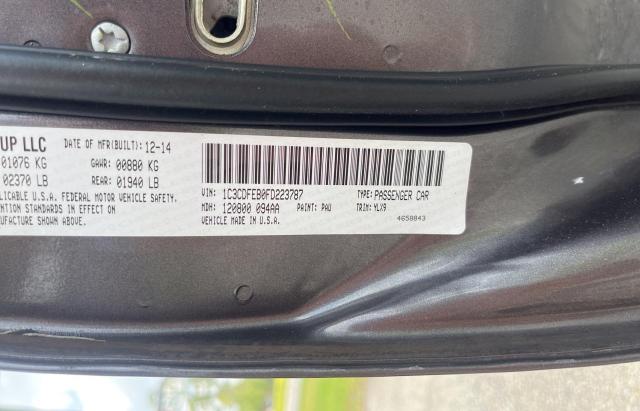 UP LLC DATE OF MFR(BUILT): 12-14
01076 KG GAWR: 00880 KG
02370 LB REAR: 01940 LB
LICABLE U.S.A. FEDERAL MOTOR VEHICLE SAFETY,
ENTION STANDARDS IN EFFECT ON
UFACTURE SHOWN ABOVE.
VIN: 1C3CDFEB0FD223787 TYPE: PASSENGER CAR
MDH: 120800 094AA PAINT: PAU TRIM: YLX9
VEHICLE MADE IN U.S.A. 4658843